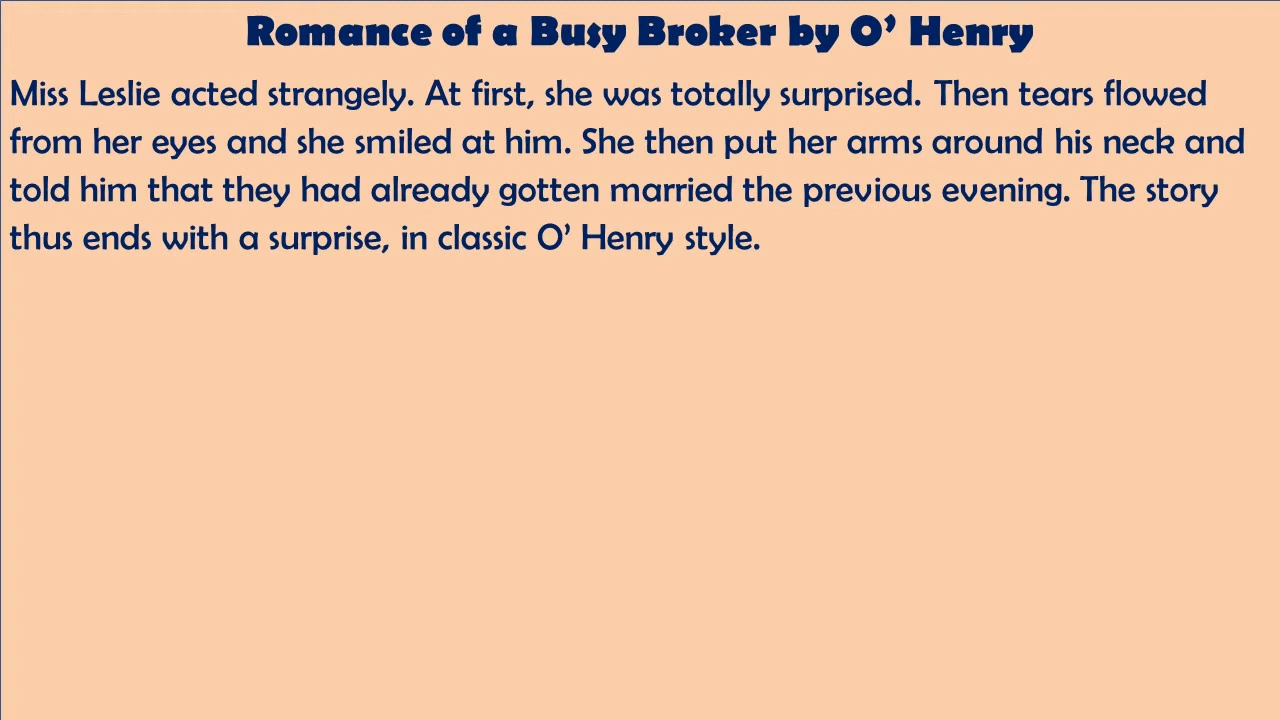 Romance of a Busy Broker by O’ Henry
Miss Leslie acted strangely. At first, she was totally surprised. Then tears flowed
from her eyes and she smiled at him. She then put her arms around his neck and
told him that they had already gotten married the previous evening. The story
thus ends with a surprise, in classic O’ Henry style.